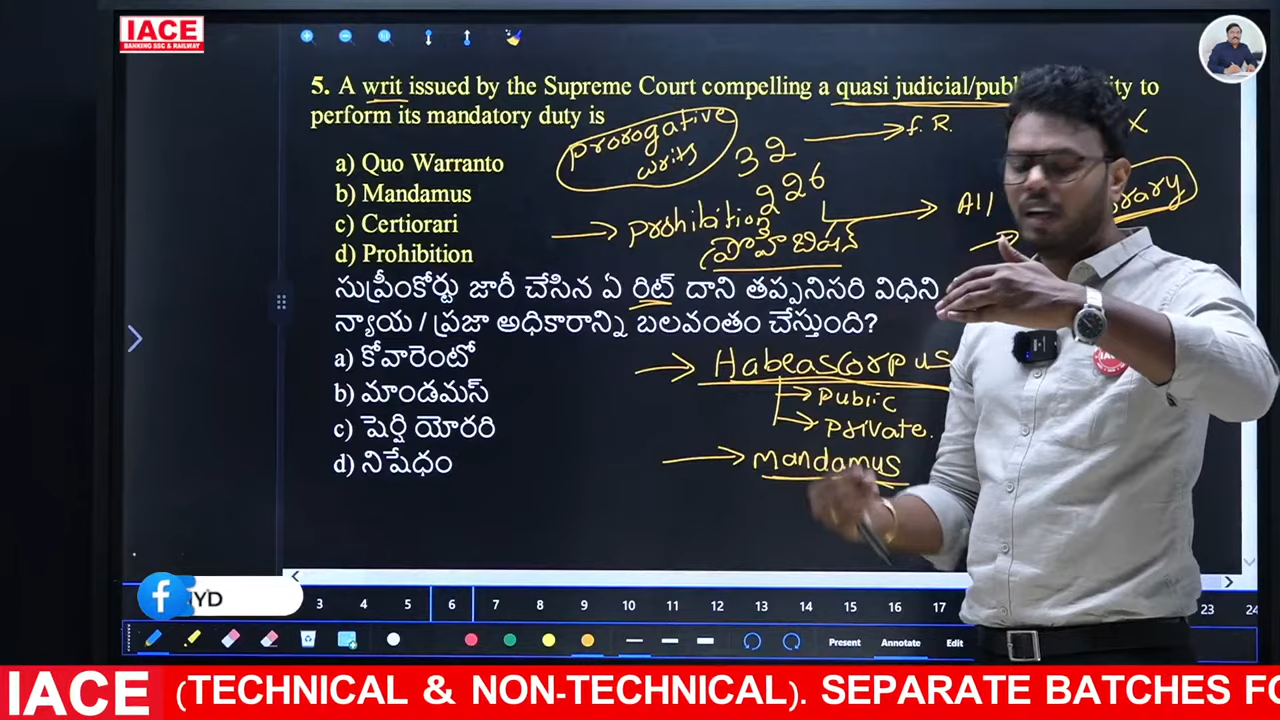 IACE
BANKING SSC & RAILWAY
5. A writ issued by the Supreme Court compelling a quasi judicial/
to
perform its mandatory duty is
a) Quo Warranto
b) Mandamus
c) Certiorari
d) Prohibition
prorogative
writs
32
f. R.
X
226
All
prohibition
ప్రొహిబిషన్
సుప్రీంకోర్టు జారీ చేసిన ఏ రిట్ దాని తప్పనిసరి విధిని
న్యాయ / ప్రజా అధికారాన్ని బలవంతం చేస్తుంది?
a) కోవారెంటో
b) మాండమస్
c) షెర్షి యోరరి
d) నిషేధం
Habeascorpus
Public
Private.
mandamus
YD
3 4 5 6 7 8 9 10 11 12 13 14 15 16 17 23 24
Present Annotate Edit
IACE
IACE (TECHNICAL & NON-TECHNICAL). SEPARATE BATCHES FO